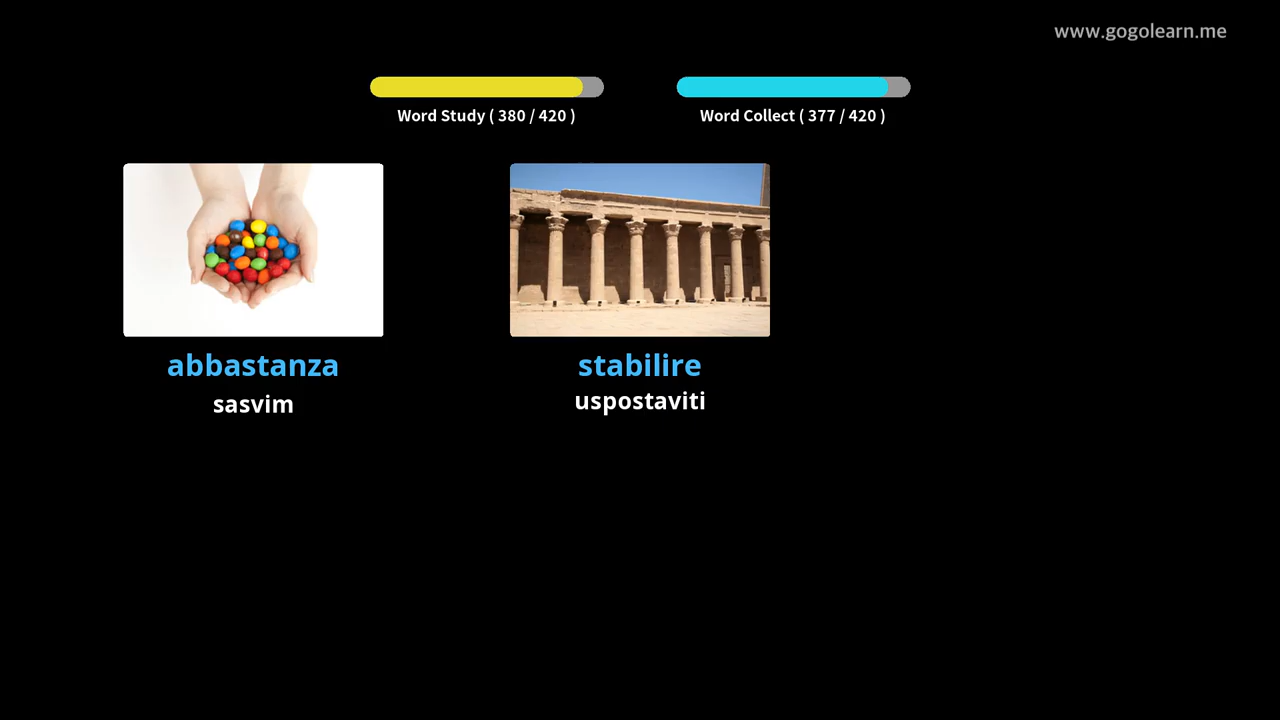 www.gogolearn.me
Word Study ( 380 / 420 )
Word Collect ( 377 / 420 )
abbastanza
stabilire
sasvim
uspostaviti